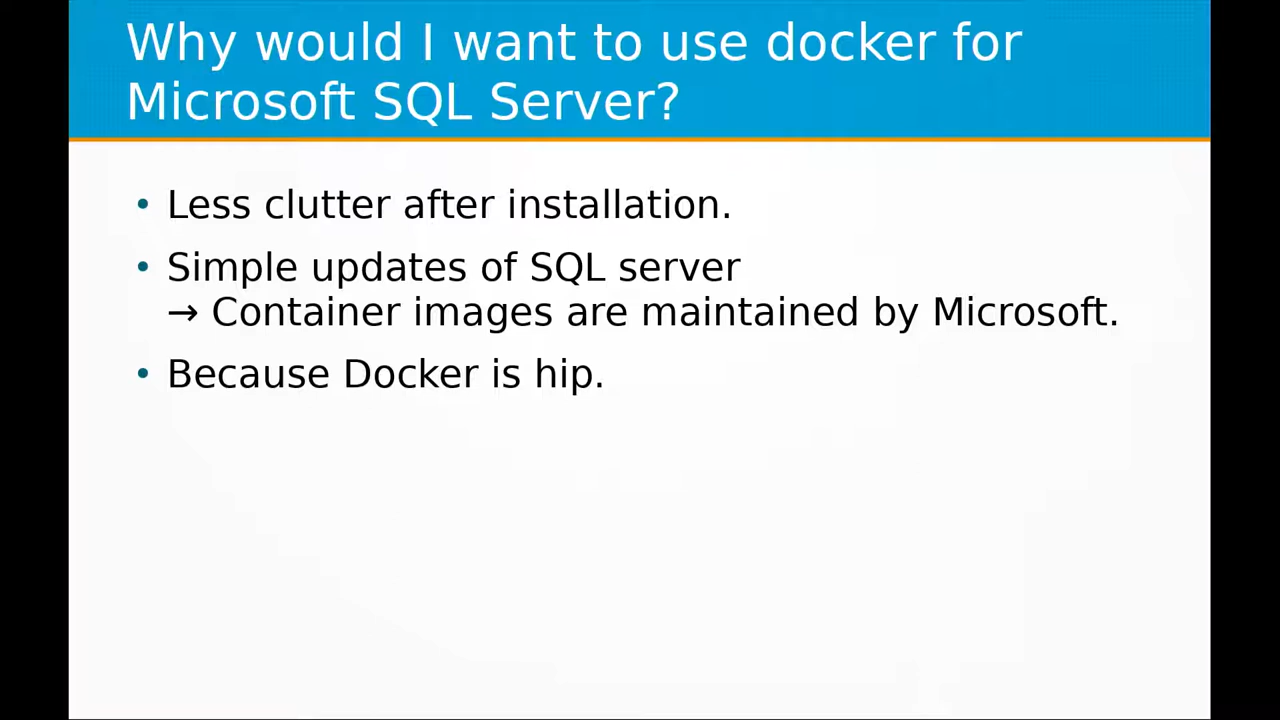 Why would I want to use docker for
Microsoft SQL Server?
• Less clutter after installation.
• Simple updates of SQL server
→ Container images are maintained by Microsoft.
• Because Docker is hip.